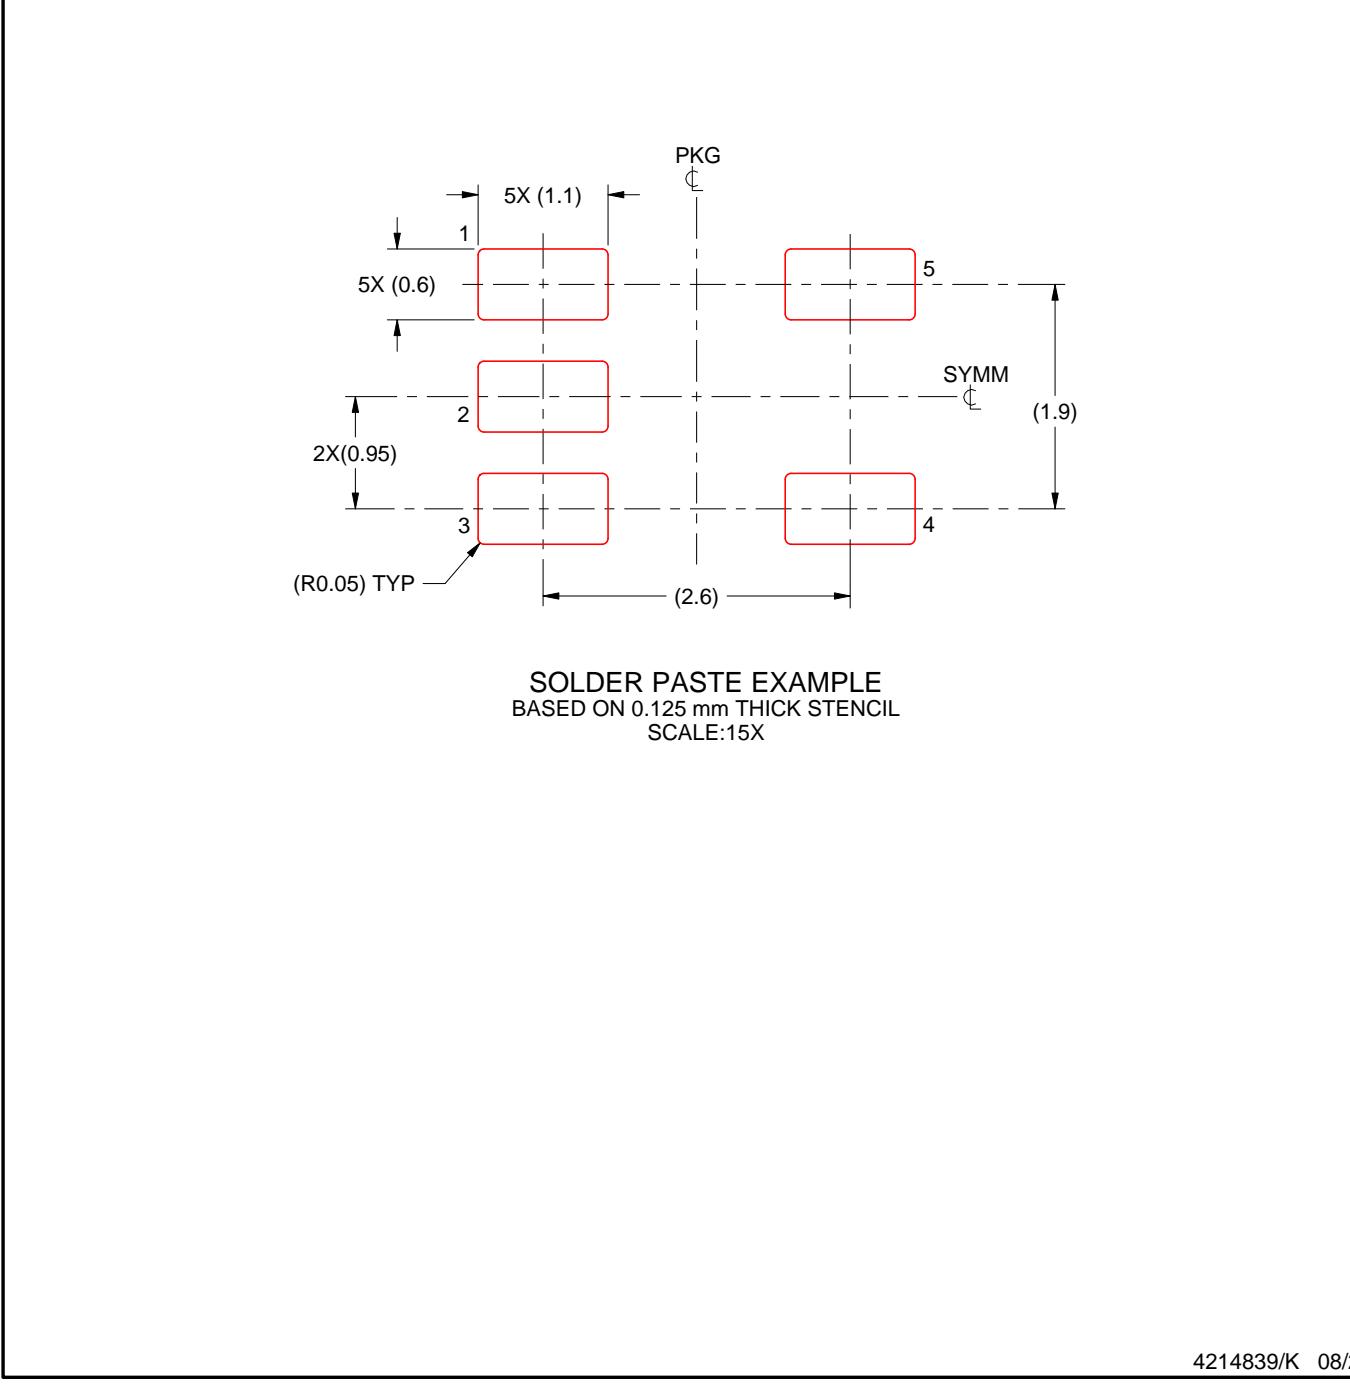 PKG
5X (1.1)
1
5X (0.6)
5
SYMM
2
(1.9)
2X(0.95)
3
4
(R0.05) TYP
(2.6)
SOLDER PASTE EXAMPLE
BASED ON 0.125 mm THICK STENCIL
SCALE:15X
4214839/K 08/